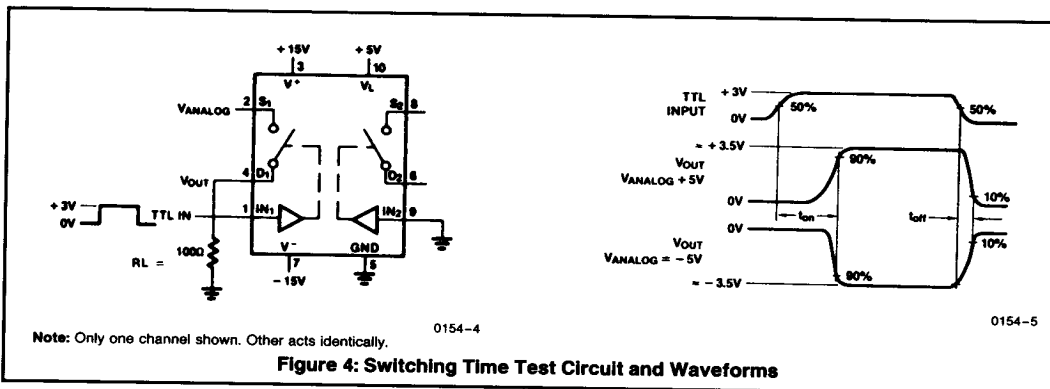 + 15V
+ 5V
3
10
V+
VL
2
S1
VANALOG
S2
8
4
D1
VOUT
D2
6
+ 3V
0V
TTL IN
1
IN1
IN2
9
V-
GND
100Ω
RL =
7
5
- 15V
0154-4
Note: Only one channel shown. Other acts identically.
TTL
INPUT
+ 3V
0V
50%
50%
≈ + 3.5V
VOUT
VANALOG + 5V
90%
0V
10%
ton
toff
0V
VOUT
VANALOG = - 5V
10%
90%
≈ - 3.5V
0154-5
Figure 4: Switching Time Test Circuit and Waveforms